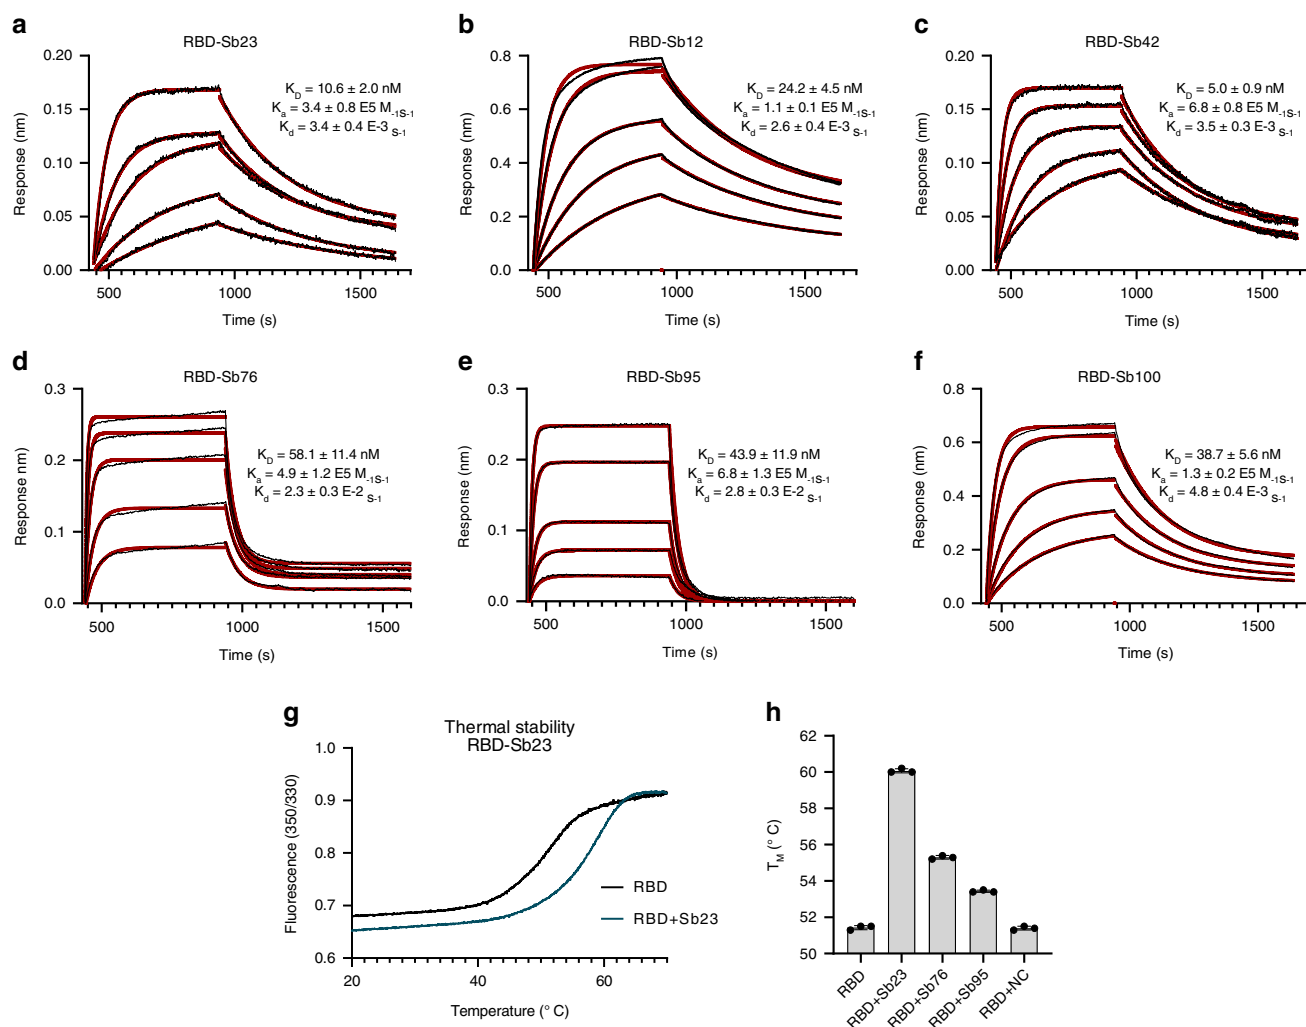 a
RBD-Sb23
0.20
0.15
0.10
0.05
0.00
Response (nm)
500
1000
1500
Time (s)
K_D = 10.6 ± 2.0 nM
K_a = 3.4 ± 0.8 E5 M_-1S-1
K_d = 3.4 ± 0.4 E-3 S-1
b
RBD-Sb12
0.8
0.6
0.4
0.2
0.0
Response (nm)
500
1000
1500
Time (s)
K_D = 24.2 ± 4.5 nM
K_a = 1.1 ± 0.1 E5 M_-1S-1
K_d = 2.6 ± 0.4 E-3 S-1
c
RBD-Sb42
0.20
0.15
0.10
0.05
0.00
Response (nm)
500
1000
1500
Time (s)
K_D = 5.0 ± 0.9 nM
K_a = 6.8 ± 0.8 E5 M_-1S-1
K_d = 3.5 ± 0.3 E-3 S-1
d
RBD-Sb76
0.3
0.2
0.1
0.0
Response (nm)
500
1000
1500
Time (s)
K_D = 58.1 ± 11.4 nM
K_a = 4.9 ± 1.2 E5 M_-1S-1
K_d = 2.3 ± 0.3 E-2 S-1
e
RBD-Sb95
0.3
0.2
0.1
0.0
Response (nm)
500
1000
1500
Time (s)
K_D = 43.9 ± 11.9 nM
K_a = 6.8 ± 1.3 E5 M_-1S-1
K_d = 2.8 ± 0.3 E-2 S-1
f
RBD-Sb100
0.8
0.6
0.4
0.2
0.0
Response (nm)
500
1000
1500
Time (s)
K_D = 38.7 ± 5.6 nM
K_a = 1.3 ± 0.2 E5 M_-1S-1
K_d = 4.8 ± 0.4 E-3 S-1
g
Thermal stability
RBD-Sb23
1.0
0.9
0.8
0.7
0.6
Fluorescence (350/330)
20
40
60
Temperature (° C)
RBD
RBD+Sb23
h
62
60
58
56
54
52
50
T_M (° C)
RBD
RBD+Sb23
RBD+Sb76
RBD+Sb95
RBD+NC